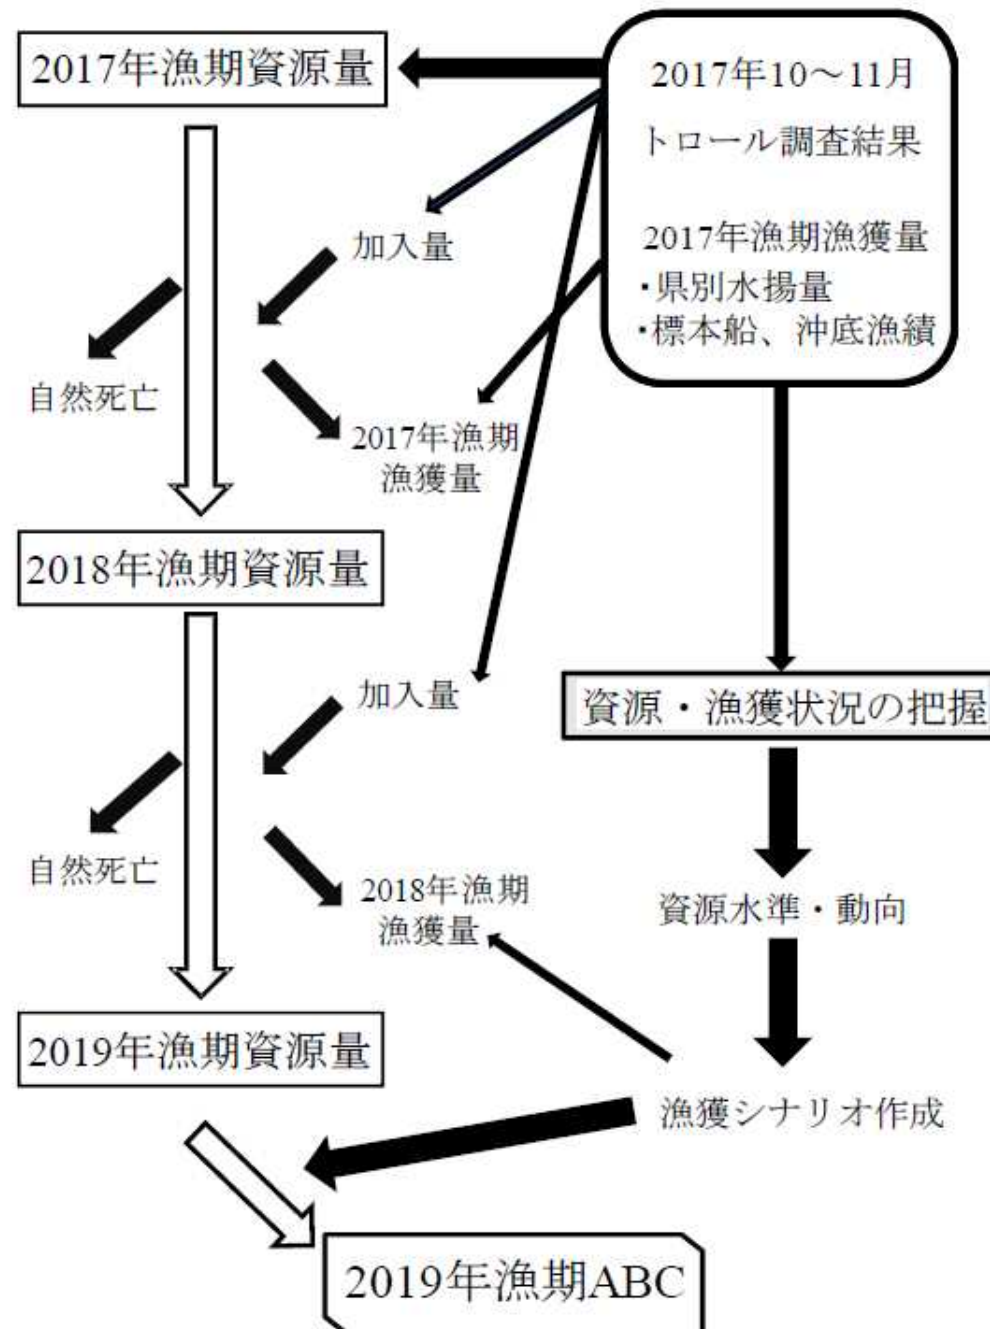 2017年漁期資源量
2017年10～11月
トロール調査結果
2017年漁期漁獲量
・県別水揚量
・標本船、沖底漁績
加入量
自然死亡
2017年漁期
漁獲量
2018年漁期資源量
加入量
資源・漁獲状況の把握
自然死亡
2018年漁期
漁獲量
資源水準・動向
2019年漁期資源量
漁獲シナリオ作成
2019年漁期ABC